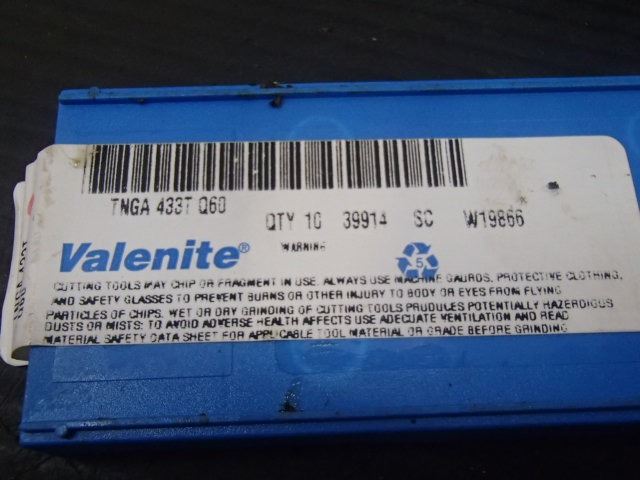 TNGA 433T Q60
QTY 10 39914 SC W19866
Valenite®
WARNING
5
CUTTING TOOLS MAY CHIP OR FRAGMENT IN USE. ALWAYS USE MACHINE GAURDS, PROTECTIVE CLOTHING,
AND SAFETY GLASSES TO PREVENT BURNS OR OTHER INJURY TO BODY OR EYES FROM FLYING
PARTICLES OF CHIPS. WET OR DRY GRINDING OF CUTTING TOOLS PRODUCES POTENTIALLY HAZERDIOUS
DUSTS OR MISTS: TO AVOID ADVERSE HEALTH AFFECTS USE ADECUATE VENTILATION AND READ
MATERIAL SAFETY DATA SHEET FOR APPLICABLE TOOL MATERIAL OR GRADE BEFORE GRINDING